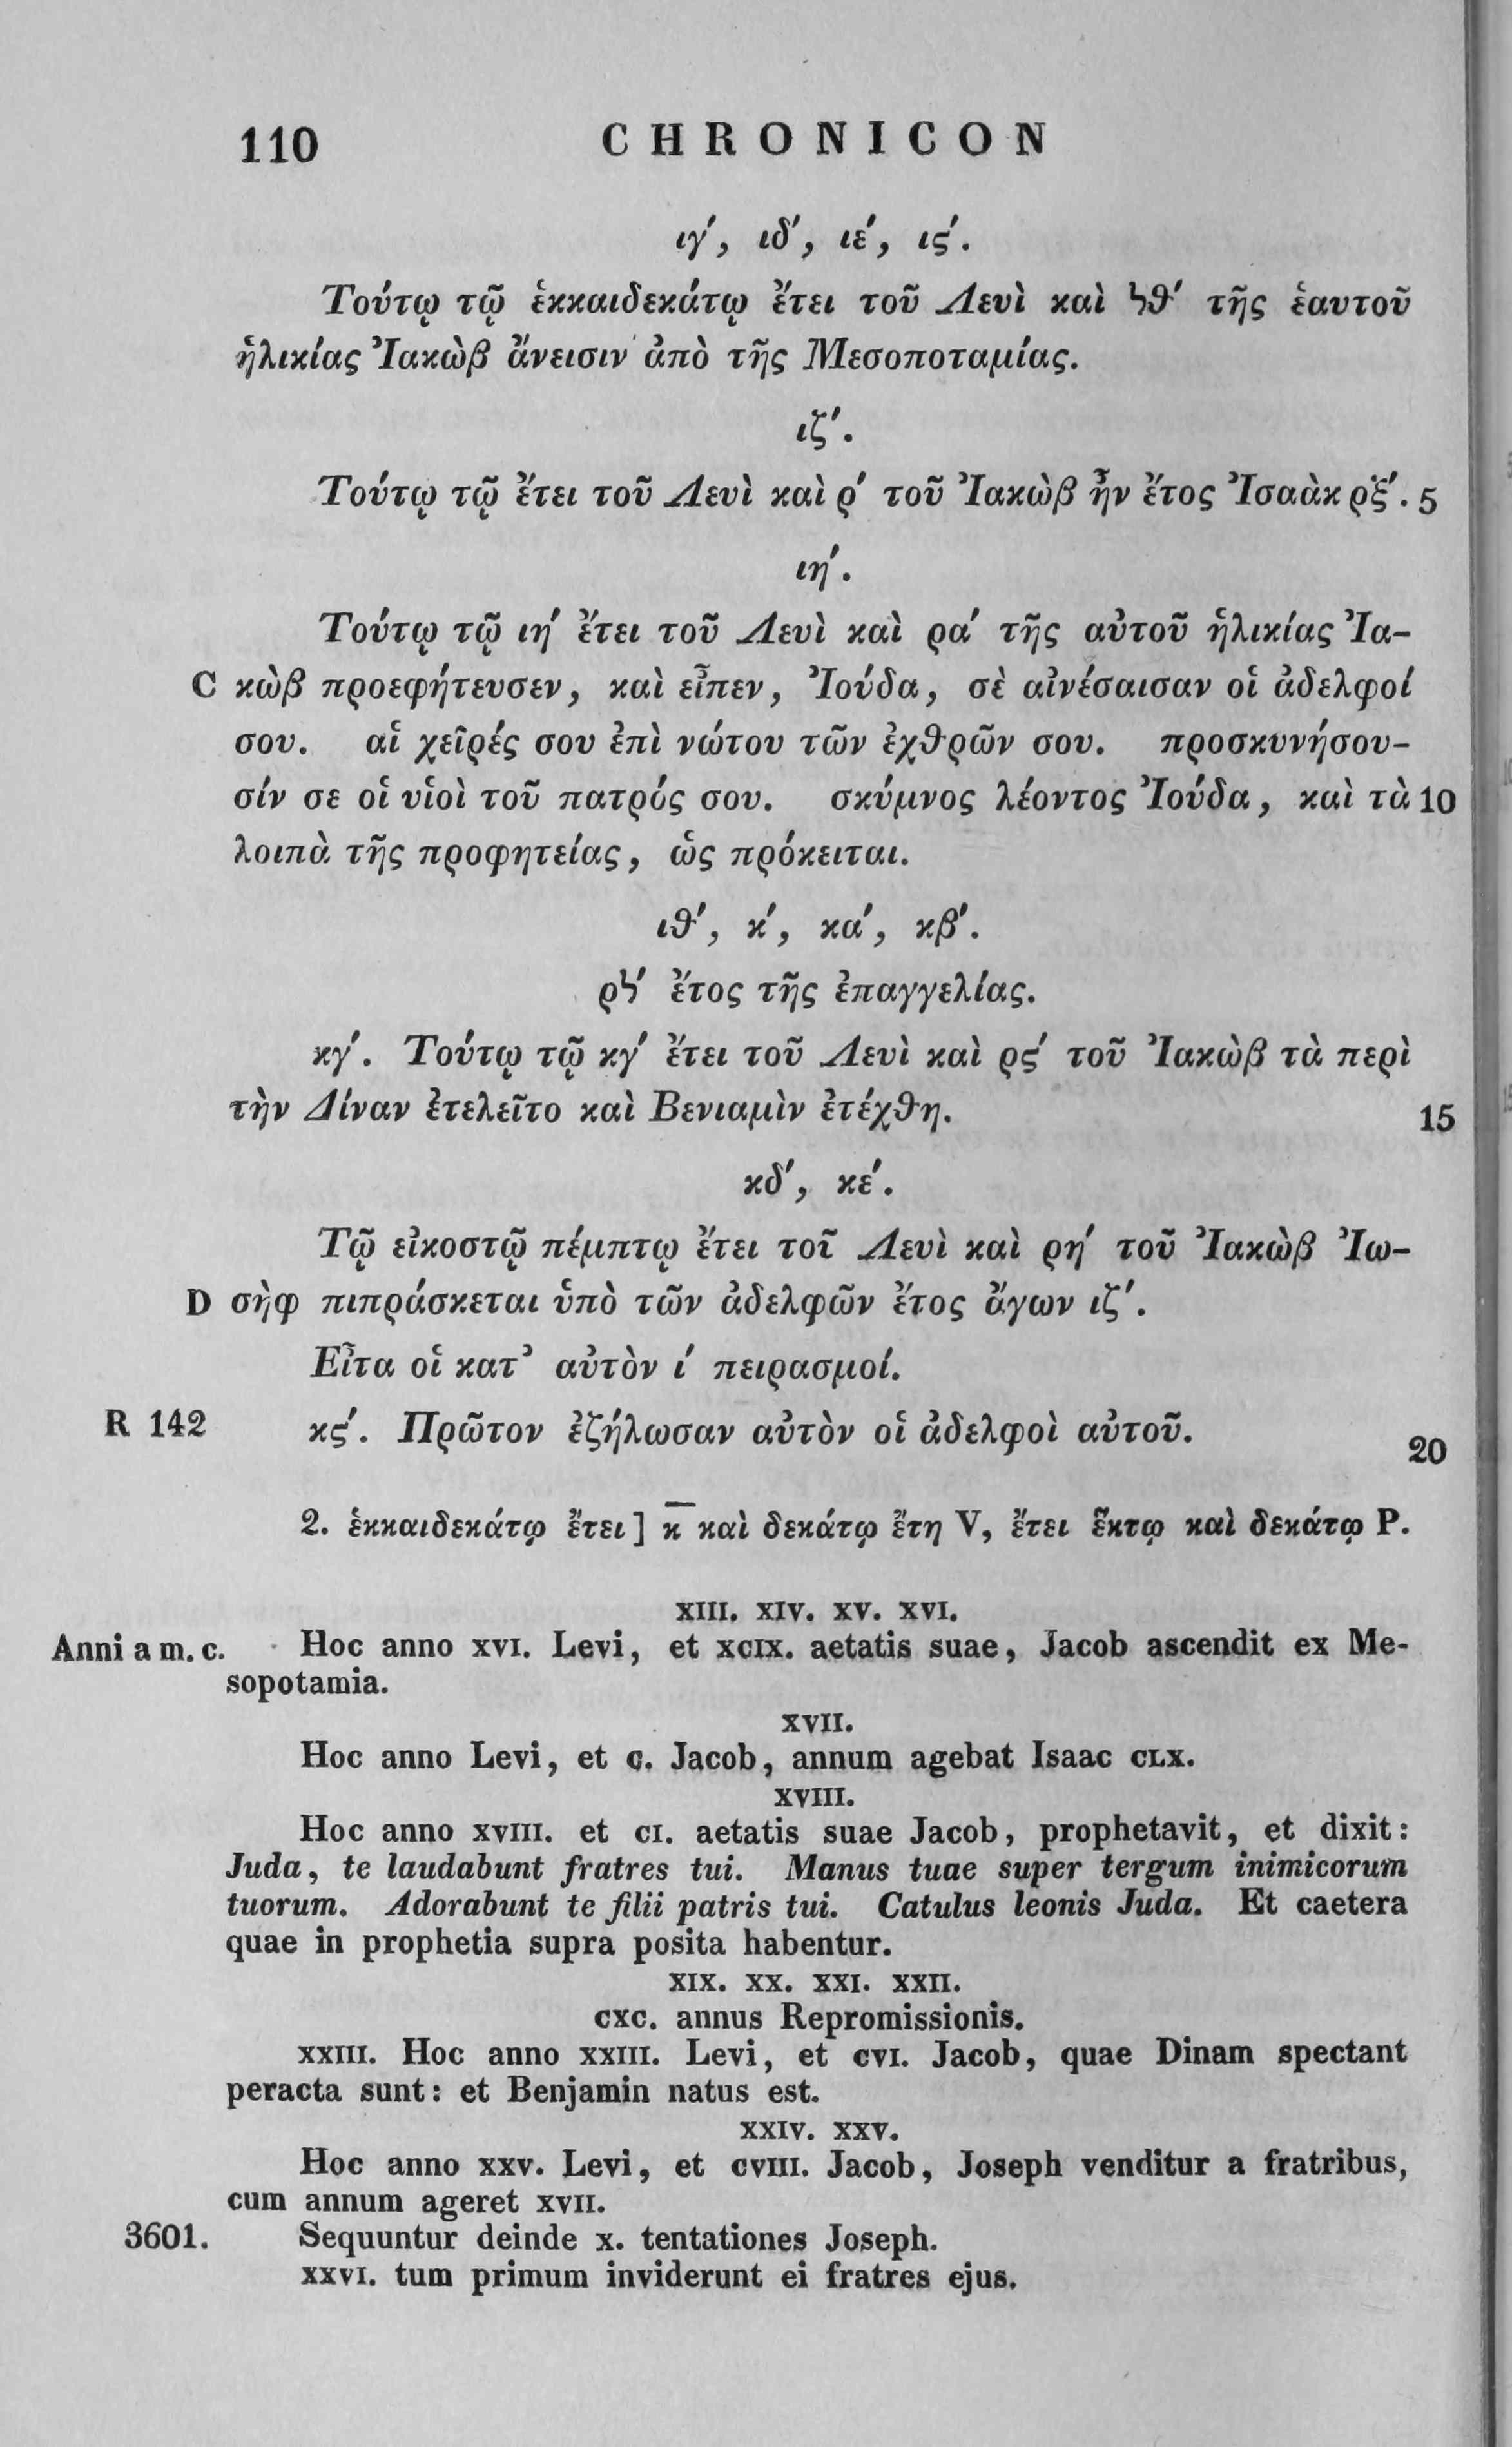 110 CHRONICON
ιγ′, ιδ′, ιε′, ις′.
Τούτῳ τῷ ἑκκαιδεκάτῳ ἔτει τοῦ Λευὶ καὶ ϟθ′ τῆς ἑαυτοῦ
ἡλικίας Ἰακὼβ ἄνεισιν ἀπὸ τῆς Μεσοποταμίας.
ιζ′.
Τούτῳ τῷ ἔτει τοῦ Λευὶ καὶ ρ′ τοῦ Ἰακὼβ ἦν ἔτος Ἰσαὰκ ρξ′. 5
ιη′.
Τούτῳ τῷ ιη′ ἔτει τοῦ Λευὶ καὶ ρα′ τῆς αὐτοῦ ἡλικίας Ἰα-
C κὼβ προεφήτευσεν, καὶ εἶπεν, Ἰούδα, σὲ αἰνέσαισαν οἱ ἀδελφοί
σου. αἱ χεῖρές σου ἐπὶ νώτου τῶν ἐχθρῶν σου. προσκυνήσου-
σίν σε οἱ υἱοὶ τοῦ πατρός σου. σκύμνος λέοντος Ἰούδα, καὶ τὰ 10
λοιπὰ τῆς προφητείας, ὡς πρόκειται.
ιθ′, κ′, κα′, κβ′.
ρϟ′ ἔτος τῆς ἐπαγγελίας.
κγ′. Τούτῳ τῷ κγ′ ἔτει τοῦ Λευὶ καὶ ρς′ τοῦ Ἰακὼβ τὰ περὶ
τὴν Δίναν ἐτελεῖτο καὶ Βενιαμὶν ἐτέχθη. 15
κδ′, κε′.
Τῷ εἰκοστῷ πέμπτῳ ἔτει τοῖ Λευὶ καὶ ρη′ τοῦ Ἰακὼβ Ἰω-
D σὴφ πιπράσκεται ὑπὸ τῶν ἀδελφῶν ἔτος ἄγων ιζ′.
Εἶτα οἱ κατ’ αὐτὸν ι′ πειρασμοί.
R 142 κς′. Πρῶτον ἐζήλωσαν αὐτὸν οἱ ἀδελφοὶ αὐτοῦ. 20
2. ἑκκαιδεκάτῳ ἔτει] κ̅ καὶ δεκάτῳ ἔτη V, ἔτει ἕκτῳ καὶ δεκάτῳ P.
XIII. XIV. XV. XVI.
Anni a m. c. Hoc anno XVI. Levi, et XCIX. aetatis suae, Jacob ascendit ex Me-
sopotamia.
XVII.
Hoc anno Levi, et C. Jacob, annum agebat Isaac CLX.
XVIII.
Hoc anno XVIII. et CI. aetatis suae Jacob, prophetavit, et dixit:
Juda, te laudabunt fratres tui. Manus tuae super tergum inimicorum
tuorum. Adorabunt te filii patris tui. Catulus leonis Juda. Et caetera
quae in prophetia supra posita habentur.
XIX. XX. XXI. XXII.
CXC. annus Repromissionis.
XXIII. Hoc anno XXIII. Levi, et CVI. Jacob, quae Dinam spectant
peracta sunt: et Benjamin natus est.
XXIV. XXV.
Hoc anno XXV. Levi, et CVIII. Jacob, Joseph venditur a fratribus,
cum annum ageret XVII.
3601. Sequuntur deinde X. tentationes Joseph.
XXVI. tum primum inviderunt ei fratres ejus.